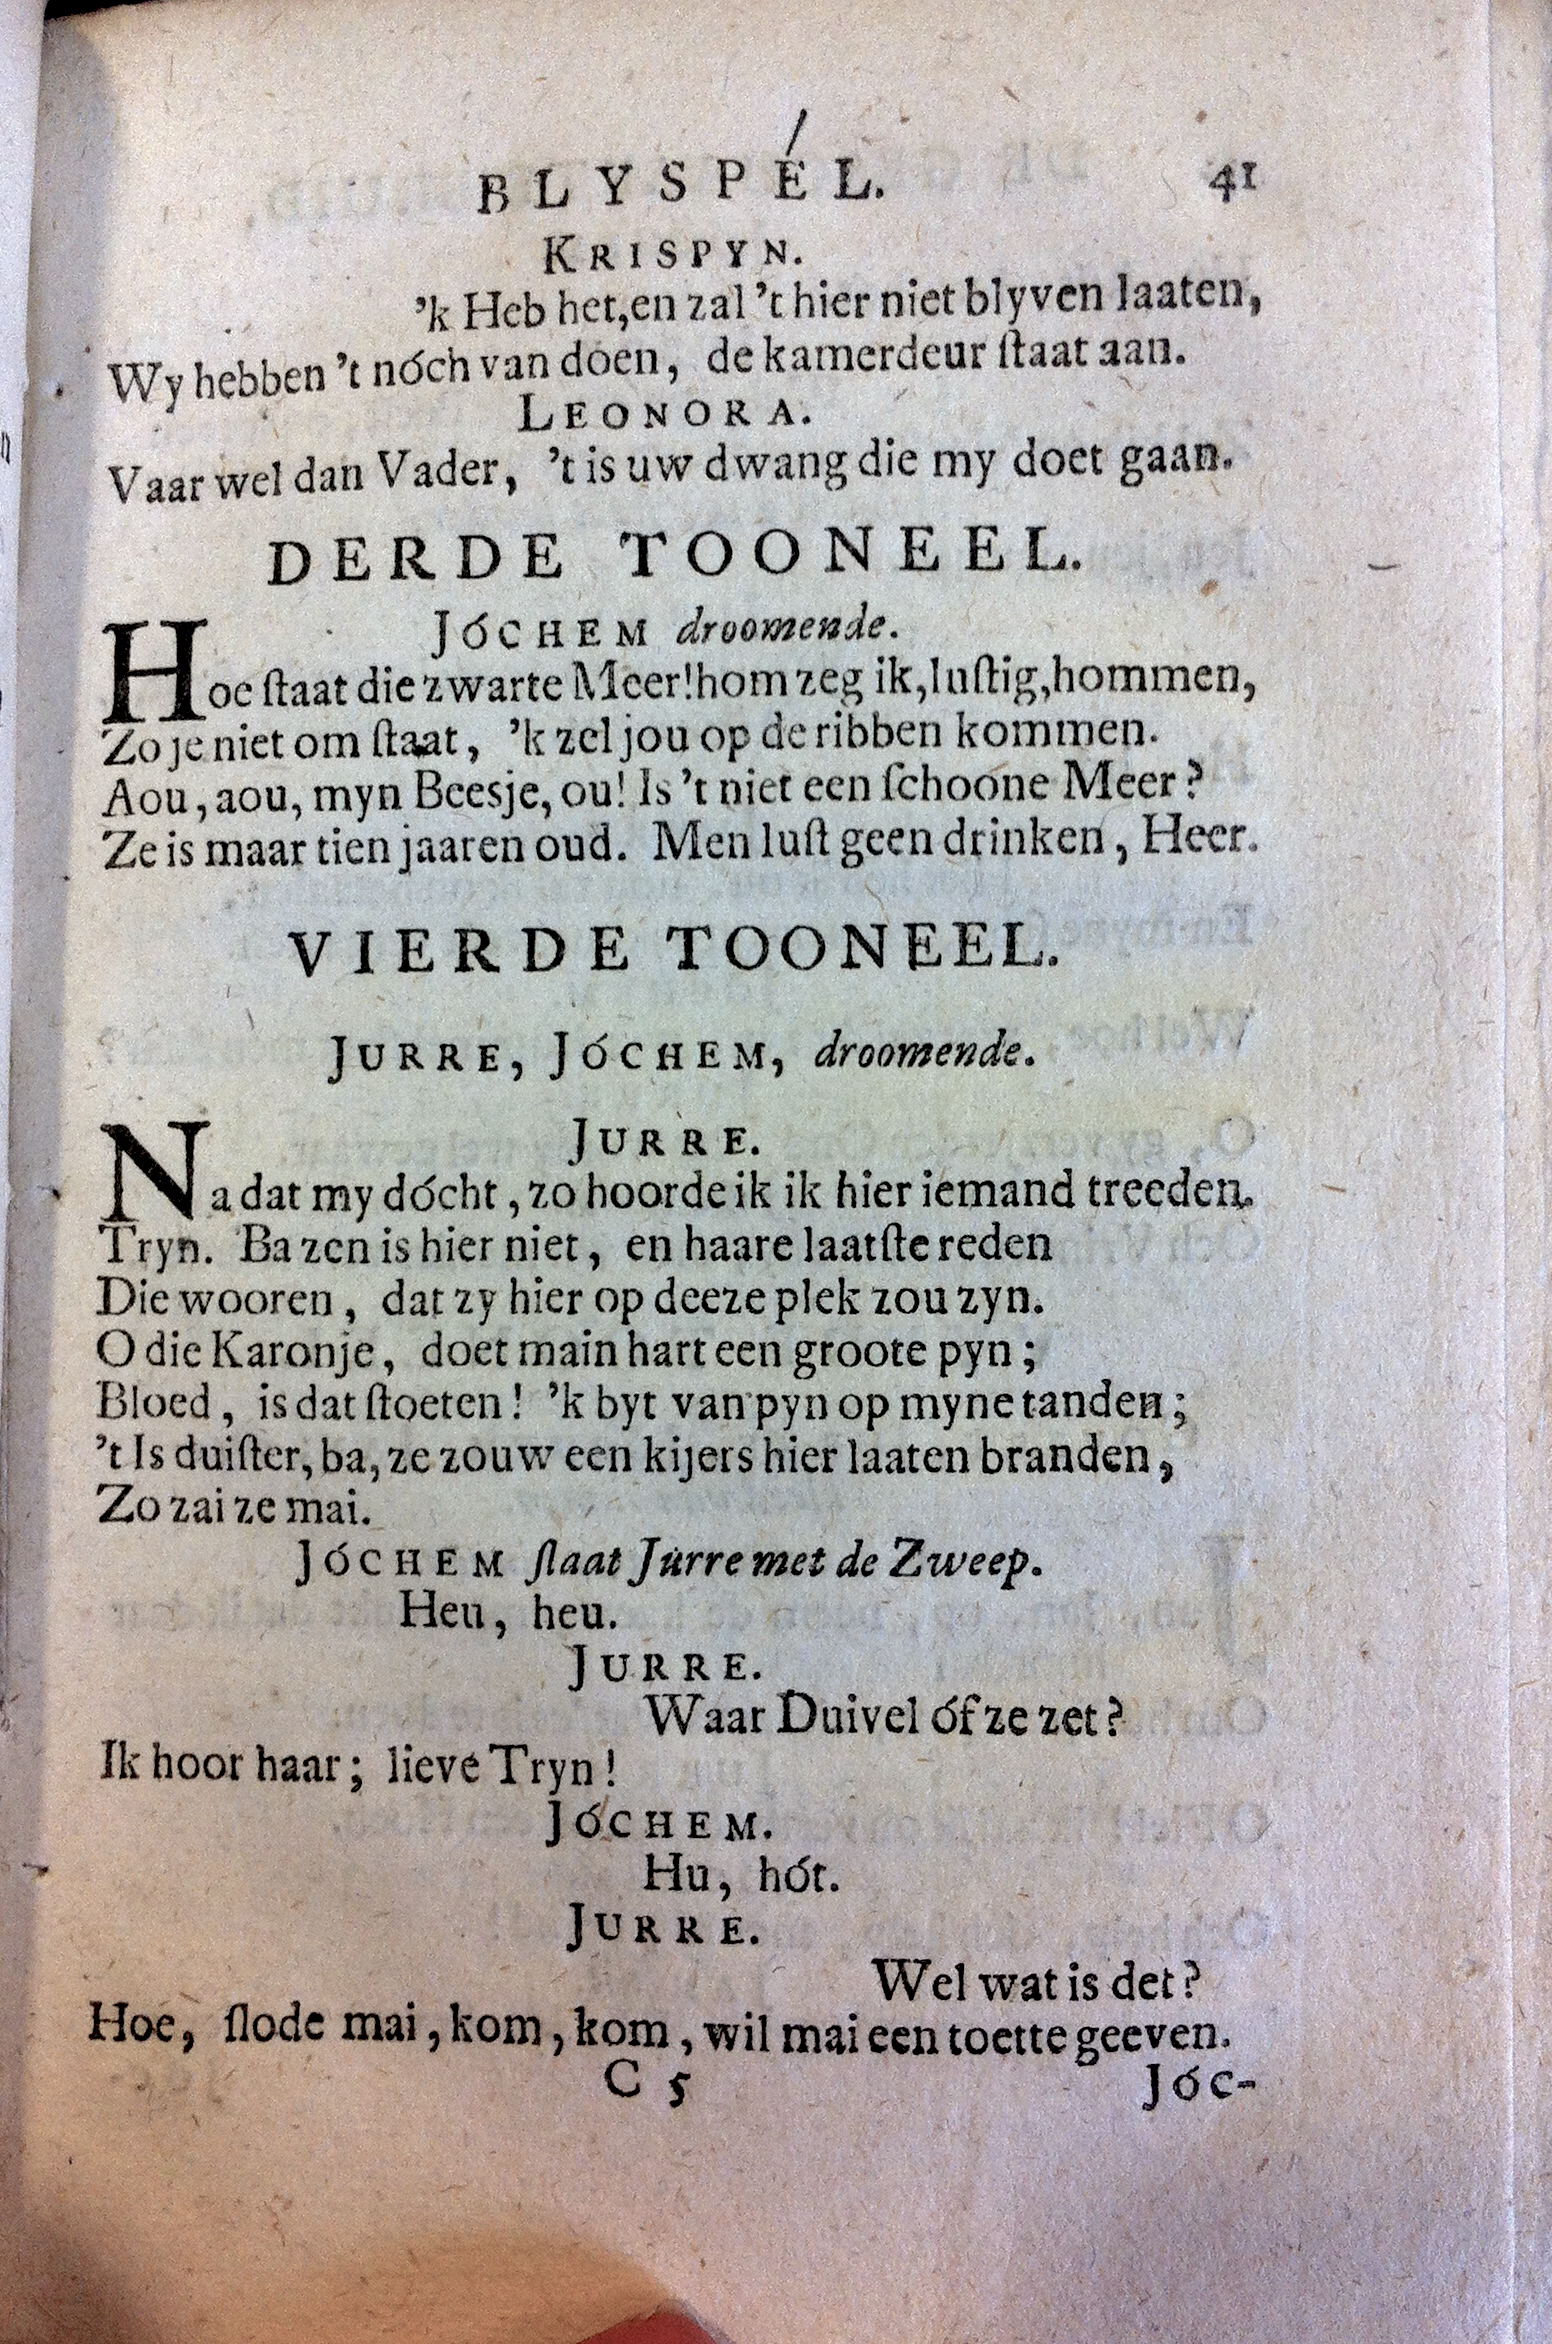 BLYSPÉL. 41
KRISPYN.
'k Heb het, en zal 't hier niet blyven laaten,
Wy hebben 't nóch van doen, de kamerdeur ſtaat aan.
LEONORA.
Vaar wel dan Vader, 't is uw dwang die my doet gaan.
DERDE TOONEEL.
JÓCHEM droomende.
Hoe ſtaat die zwarte Meer! hom zeg ik, luſtig, hommen,
Zo je niet om ſtaat, 'k zel jou op de ribben kommen.
Aou, aou, myn Beesje, ou! Is 't niet een ſchoone Meer?
Ze is maar tien jaaren oud. Men luſt geen drinken, Heer.
VIERDE TOONEEL.
JURRE, JÓCHEM, droomende.
JURRE.
Na dat my dócht, zo hoorde ik ik hier iemand treeden.
Tryn. Ba zen is hier niet, en haare laatſte reden
Die wooren, dat zy hier op deeze plek zou zyn.
O die Karonje, doet main hart een groote pyn;
Bloed, is dat ſtoeten! 'k byt van pyn op myne tanden;
't Is duiſter, ba, ze zouw een kijers hier laaten branden,
Zo zai ze mai.
JÓCHEM ſlaat Jurre met de Zweep.
Heu, heu.
JURRE.
Waar Duivel óf ze zet?
Ik hoor haar; lieve Tryn!
JÓCHEM.
Hu, hót.
JURRE.
Wel wat is det?
Hoe, ſlode mai, kom, kom, wil mai een toette geeven.
C 5 JÓC-